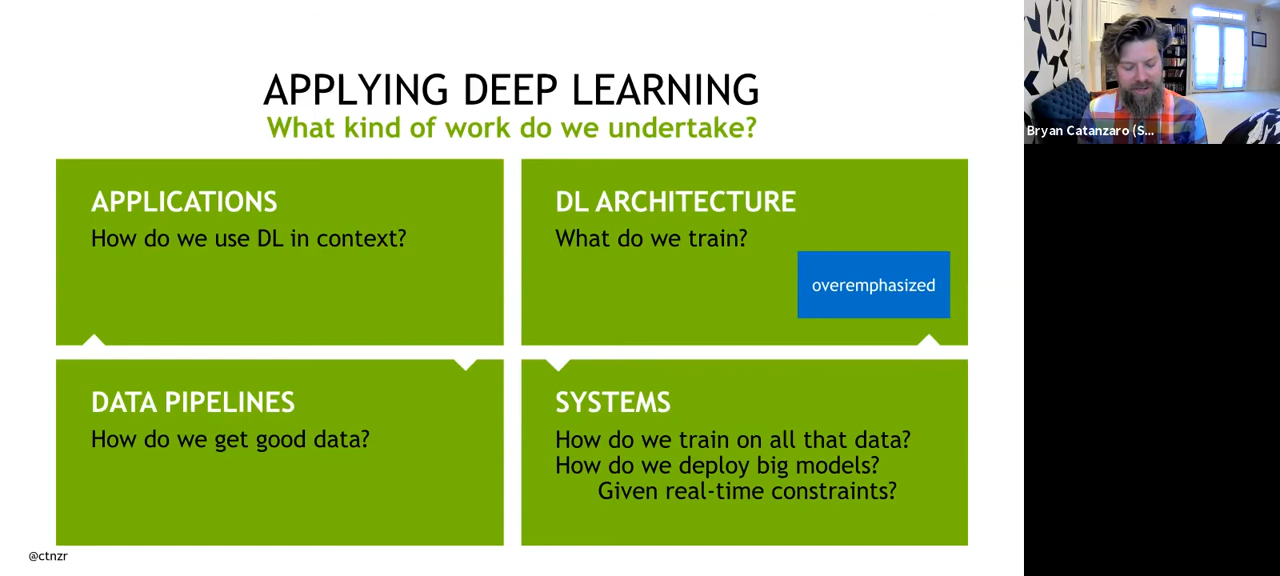 APPLYING DEEP LEARNING
What kind of work do we undertake?
APPLICATIONS
How do we use DL in context?
DL ARCHITECTURE
What do we train?
overemphasized
DATA PIPELINES
How do we get good data?
SYSTEMS
How do we train on all that data?
How do we deploy big models?
Given real-time constraints?
@ctnzr
Bryan Catanzaro (S...